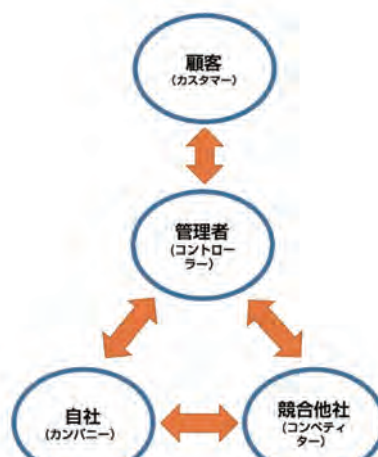 顧客
(カスタマー)
管理者
(コントロー
ラー)
自社
(カンパニー)
競合他社
(コンペティ
ター)